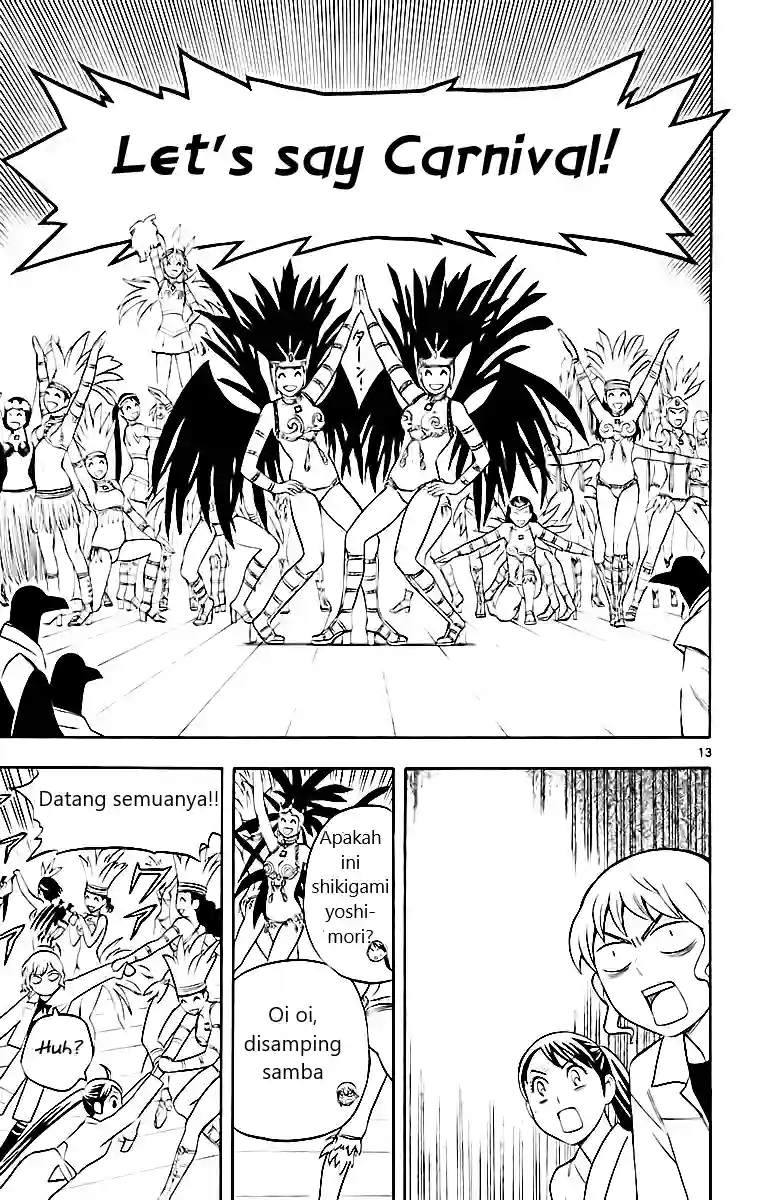 Let's say Carnival!
ターン!
13
Apakah
ini
shikigami
yoshi-
mori?
Oi oi,
disamping
samba
Datang semuanya!!
Huh?